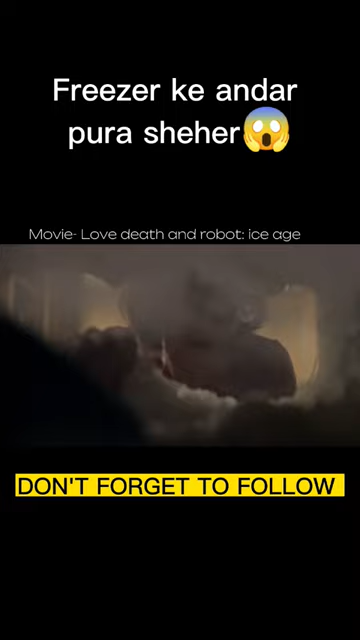 Freezer ke andar
pura sheher😱
Movie- Love death and robot: ice age
DON'T FORGET TO FOLLOW